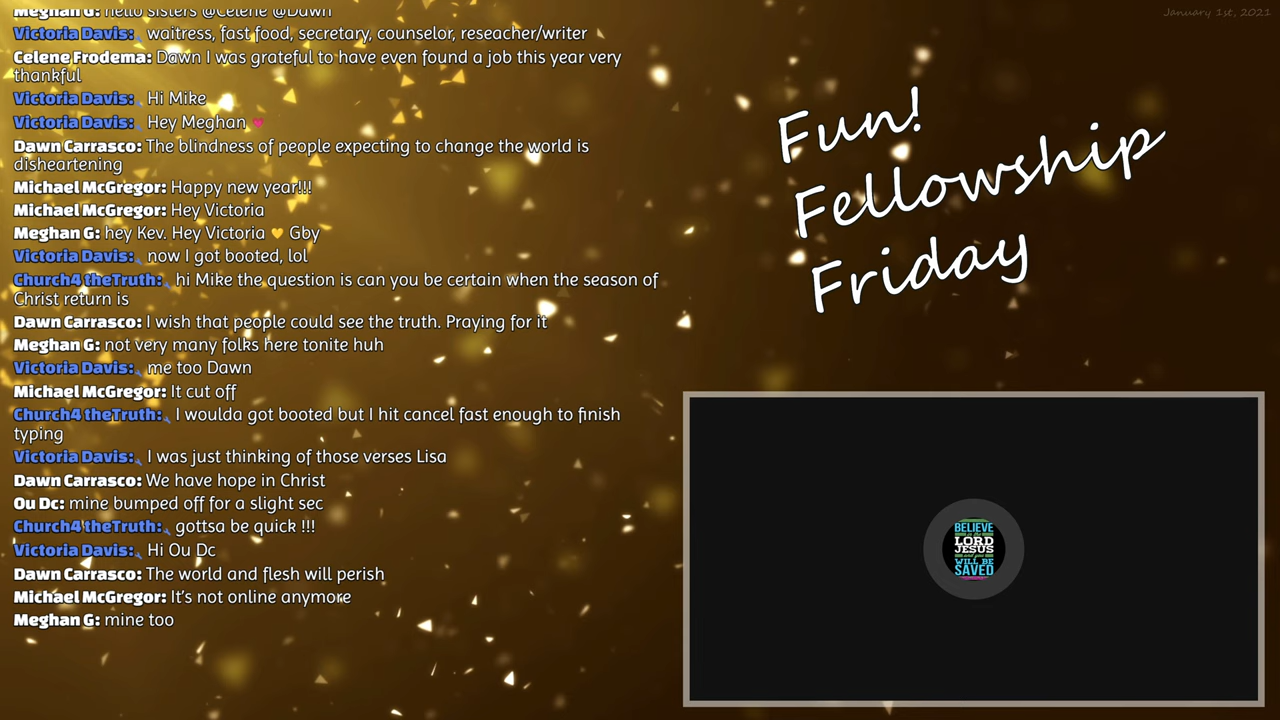 Meghan G: hello sisters @Celene @Dawn
Victoria Davis: waitress, fast food, secretary, counselor, reseacher/writer
Celene Frodema: Dawn I was grateful to have even found a job this year very
thankful
Victoria Davis: Hi Mike
Victoria Davis: Hey Meghan
Dawn Carrasco: The blindness of people expecting to change the world is
disheartening
Michael McGregor: Happy new year!!!
Michael McGregor: Hey Victoria
Meghan G: hey Kev. Hey Victoria 💛 Gby
Victoria Davis: now I got booted, lol
Church4 theTruth: hi Mike the question is can you be certain when the season of
Christ return is
Dawn Carrasco: I wish that people could see the truth. Praying for it
Meghan G: not very many folks here tonite huh
Victoria Davis: me too Dawn
Michael McGregor: It cut off
Church4 theTruth: I woulda got booted but I hit cancel fast enough to finish
typing
Victoria Davis: I was just thinking of those verses Lisa
Dawn Carrasco: We have hope in Christ
Ou Dc: mine bumped off for a slight sec
Church4 theTruth: gottsa be quick !!!
Victoria Davis: Hi Ou Dc
Dawn Carrasco: The world and flesh will perish
Michael McGregor: It's not online anymore
Meghan G: mine too
January 1st, 2021
Fun!
Fellowship
Friday
BELIEVE
LORD
JESUS
WILL BE
SAVED